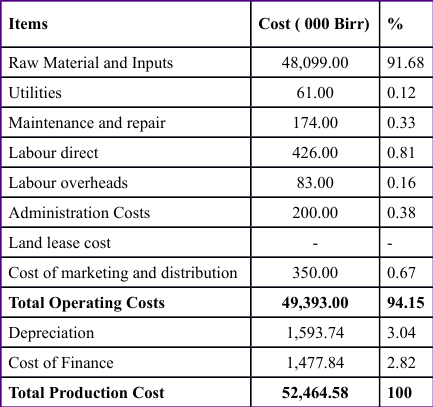 Items Cost ( 000 Birr) %
Raw Material and Inputs 48,099.00 91.68
Utilities 61.00 0.12
Maintenance and repair 174.00 0.33
Labour direct 426.00 0.81
Labour overheads 83.00 0.16
Administration Costs 200.00 0.38
Land lease cost - -
Cost of marketing and distribution 350.00 0.67
Total Operating Costs 49,393.00 94.15
Depreciation 1,593.74 3.04
Cost of Finance 1,477.84 2.82
Total Production Cost 52,464.58 100